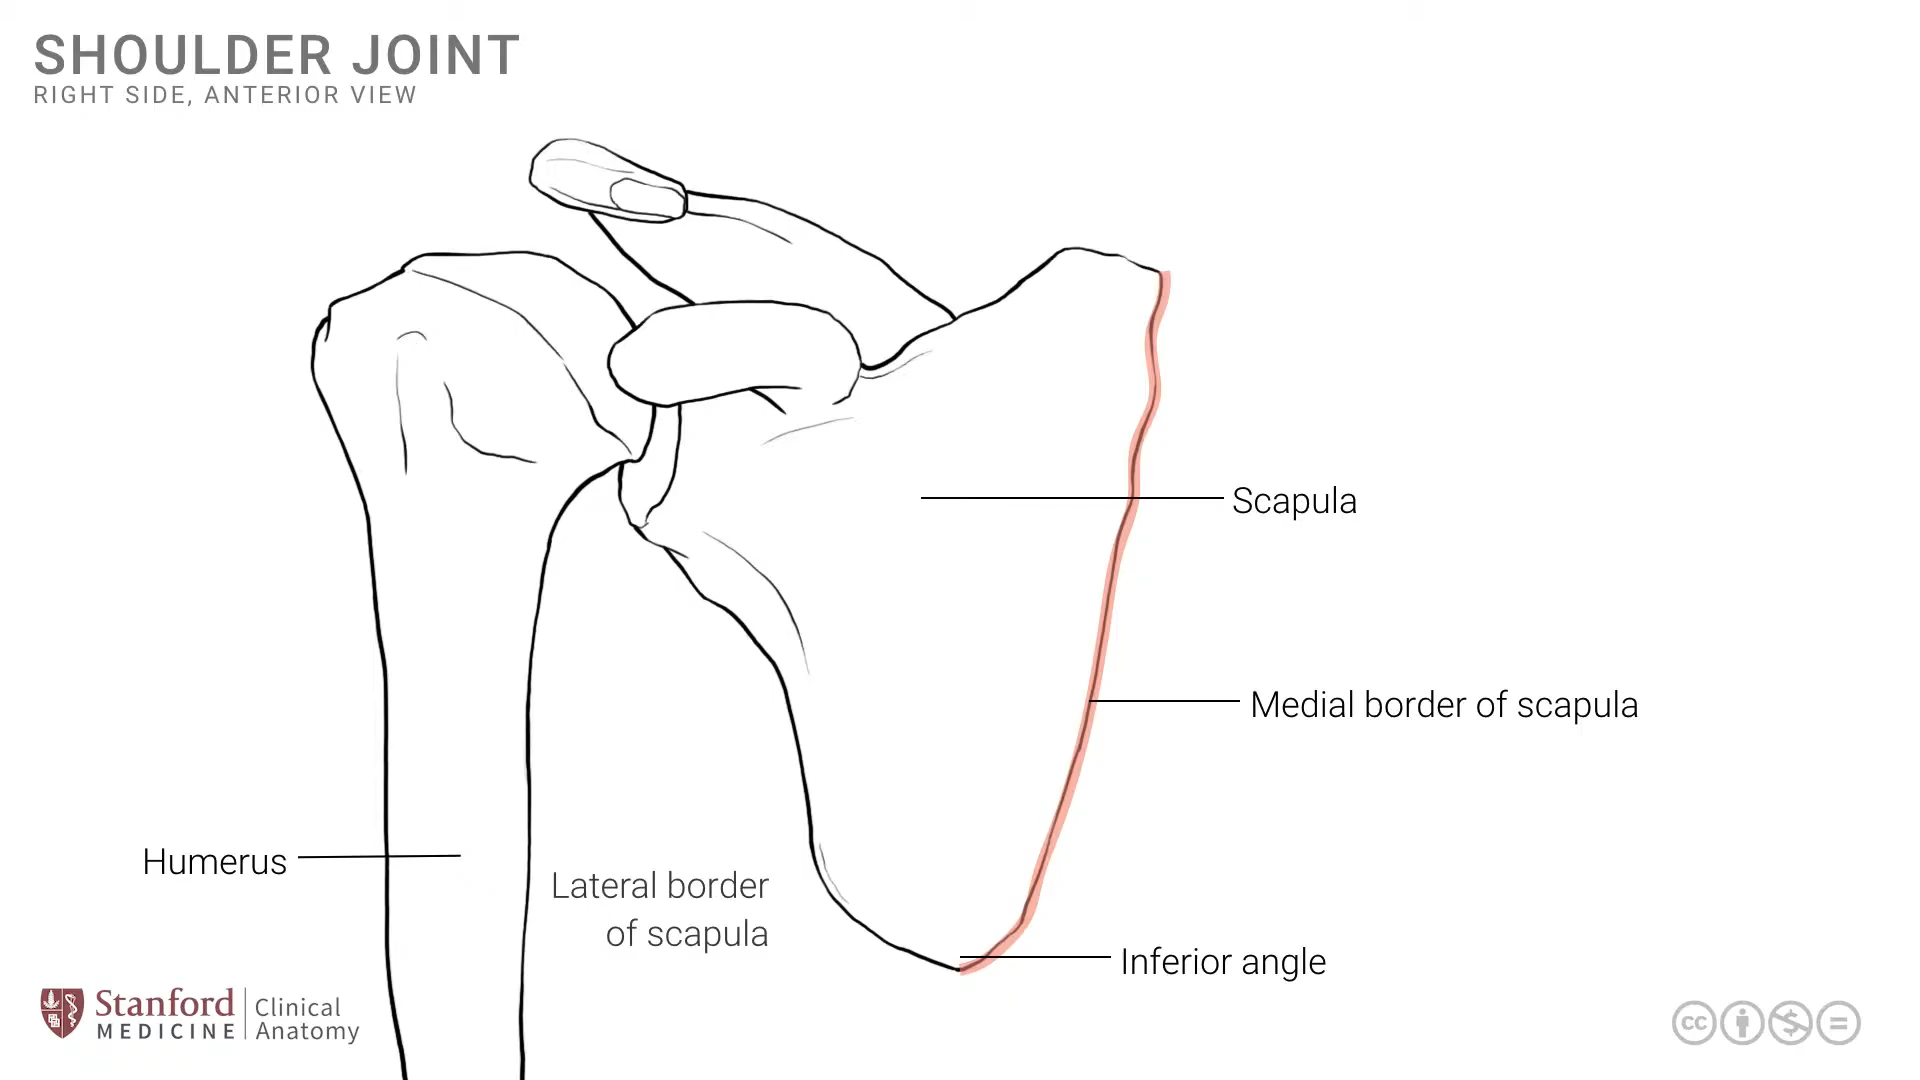 SHOULDER JOINT
RIGHT SIDE, ANTERIOR VIEW
Scapula
Medial border of scapula
Humerus
Lateral border
of scapula
Inferior angle
Stanford
MEDICINE
Clinical
Anatomy
cc